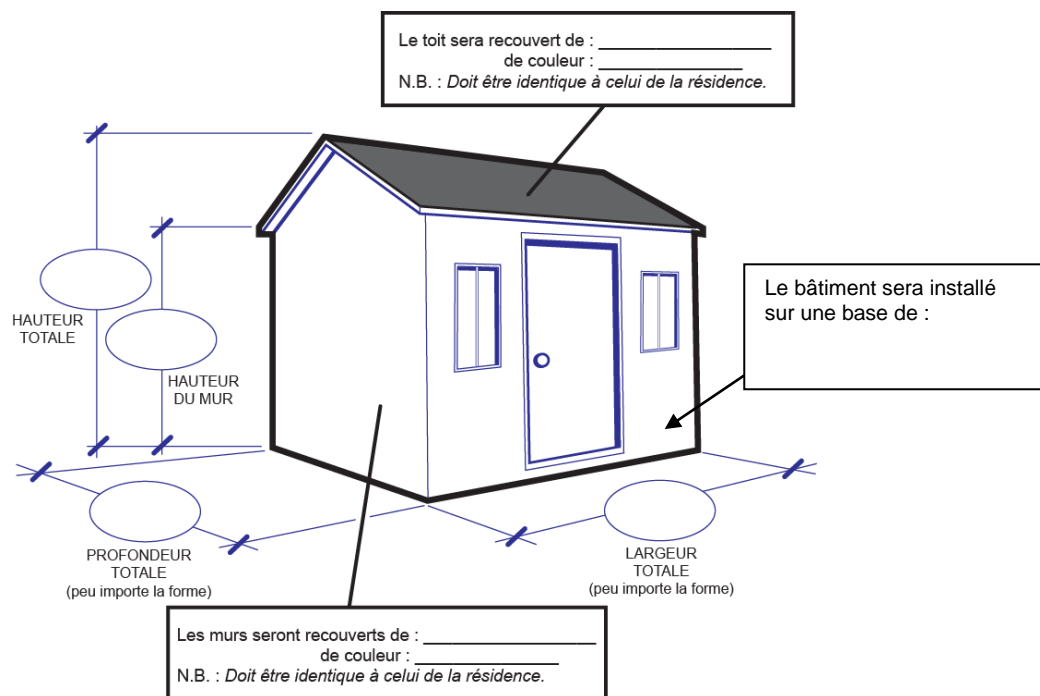 Le toit sera recouvert de : __________________
de couleur : _______________
N.B. : Doit être identique à celui de la résidence.
Le bâtiment sera installé
sur une base de :
HAUTEUR
TOTALE
HAUTEUR
DU MUR
PROFONDEUR
TOTALE
(peu importe la forme)
LARGEUR
TOTALE
(peu importe la forme)
Les murs seront recouverts de : __________________
de couleur : _______________
N.B. : Doit être identique à celui de la résidence.